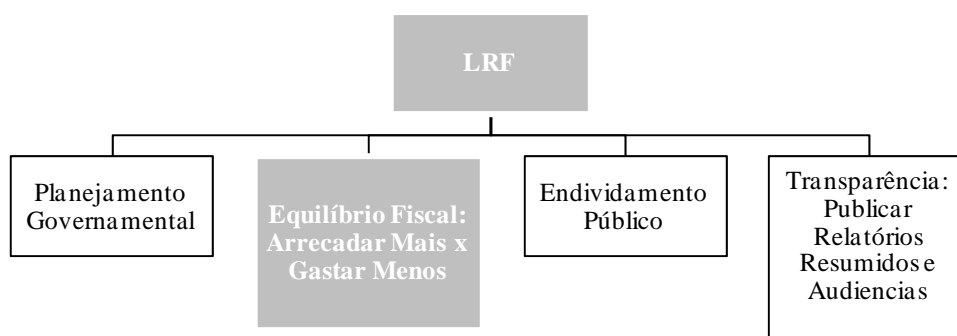 LRF
Planejamento
Governamental
Equilíbrio Fiscal:
Arrecadar Mais x
Gastar Menos
Endividamento
Público
Transparência:
Publicar
Relatórios
Resumidos e
Audiencias